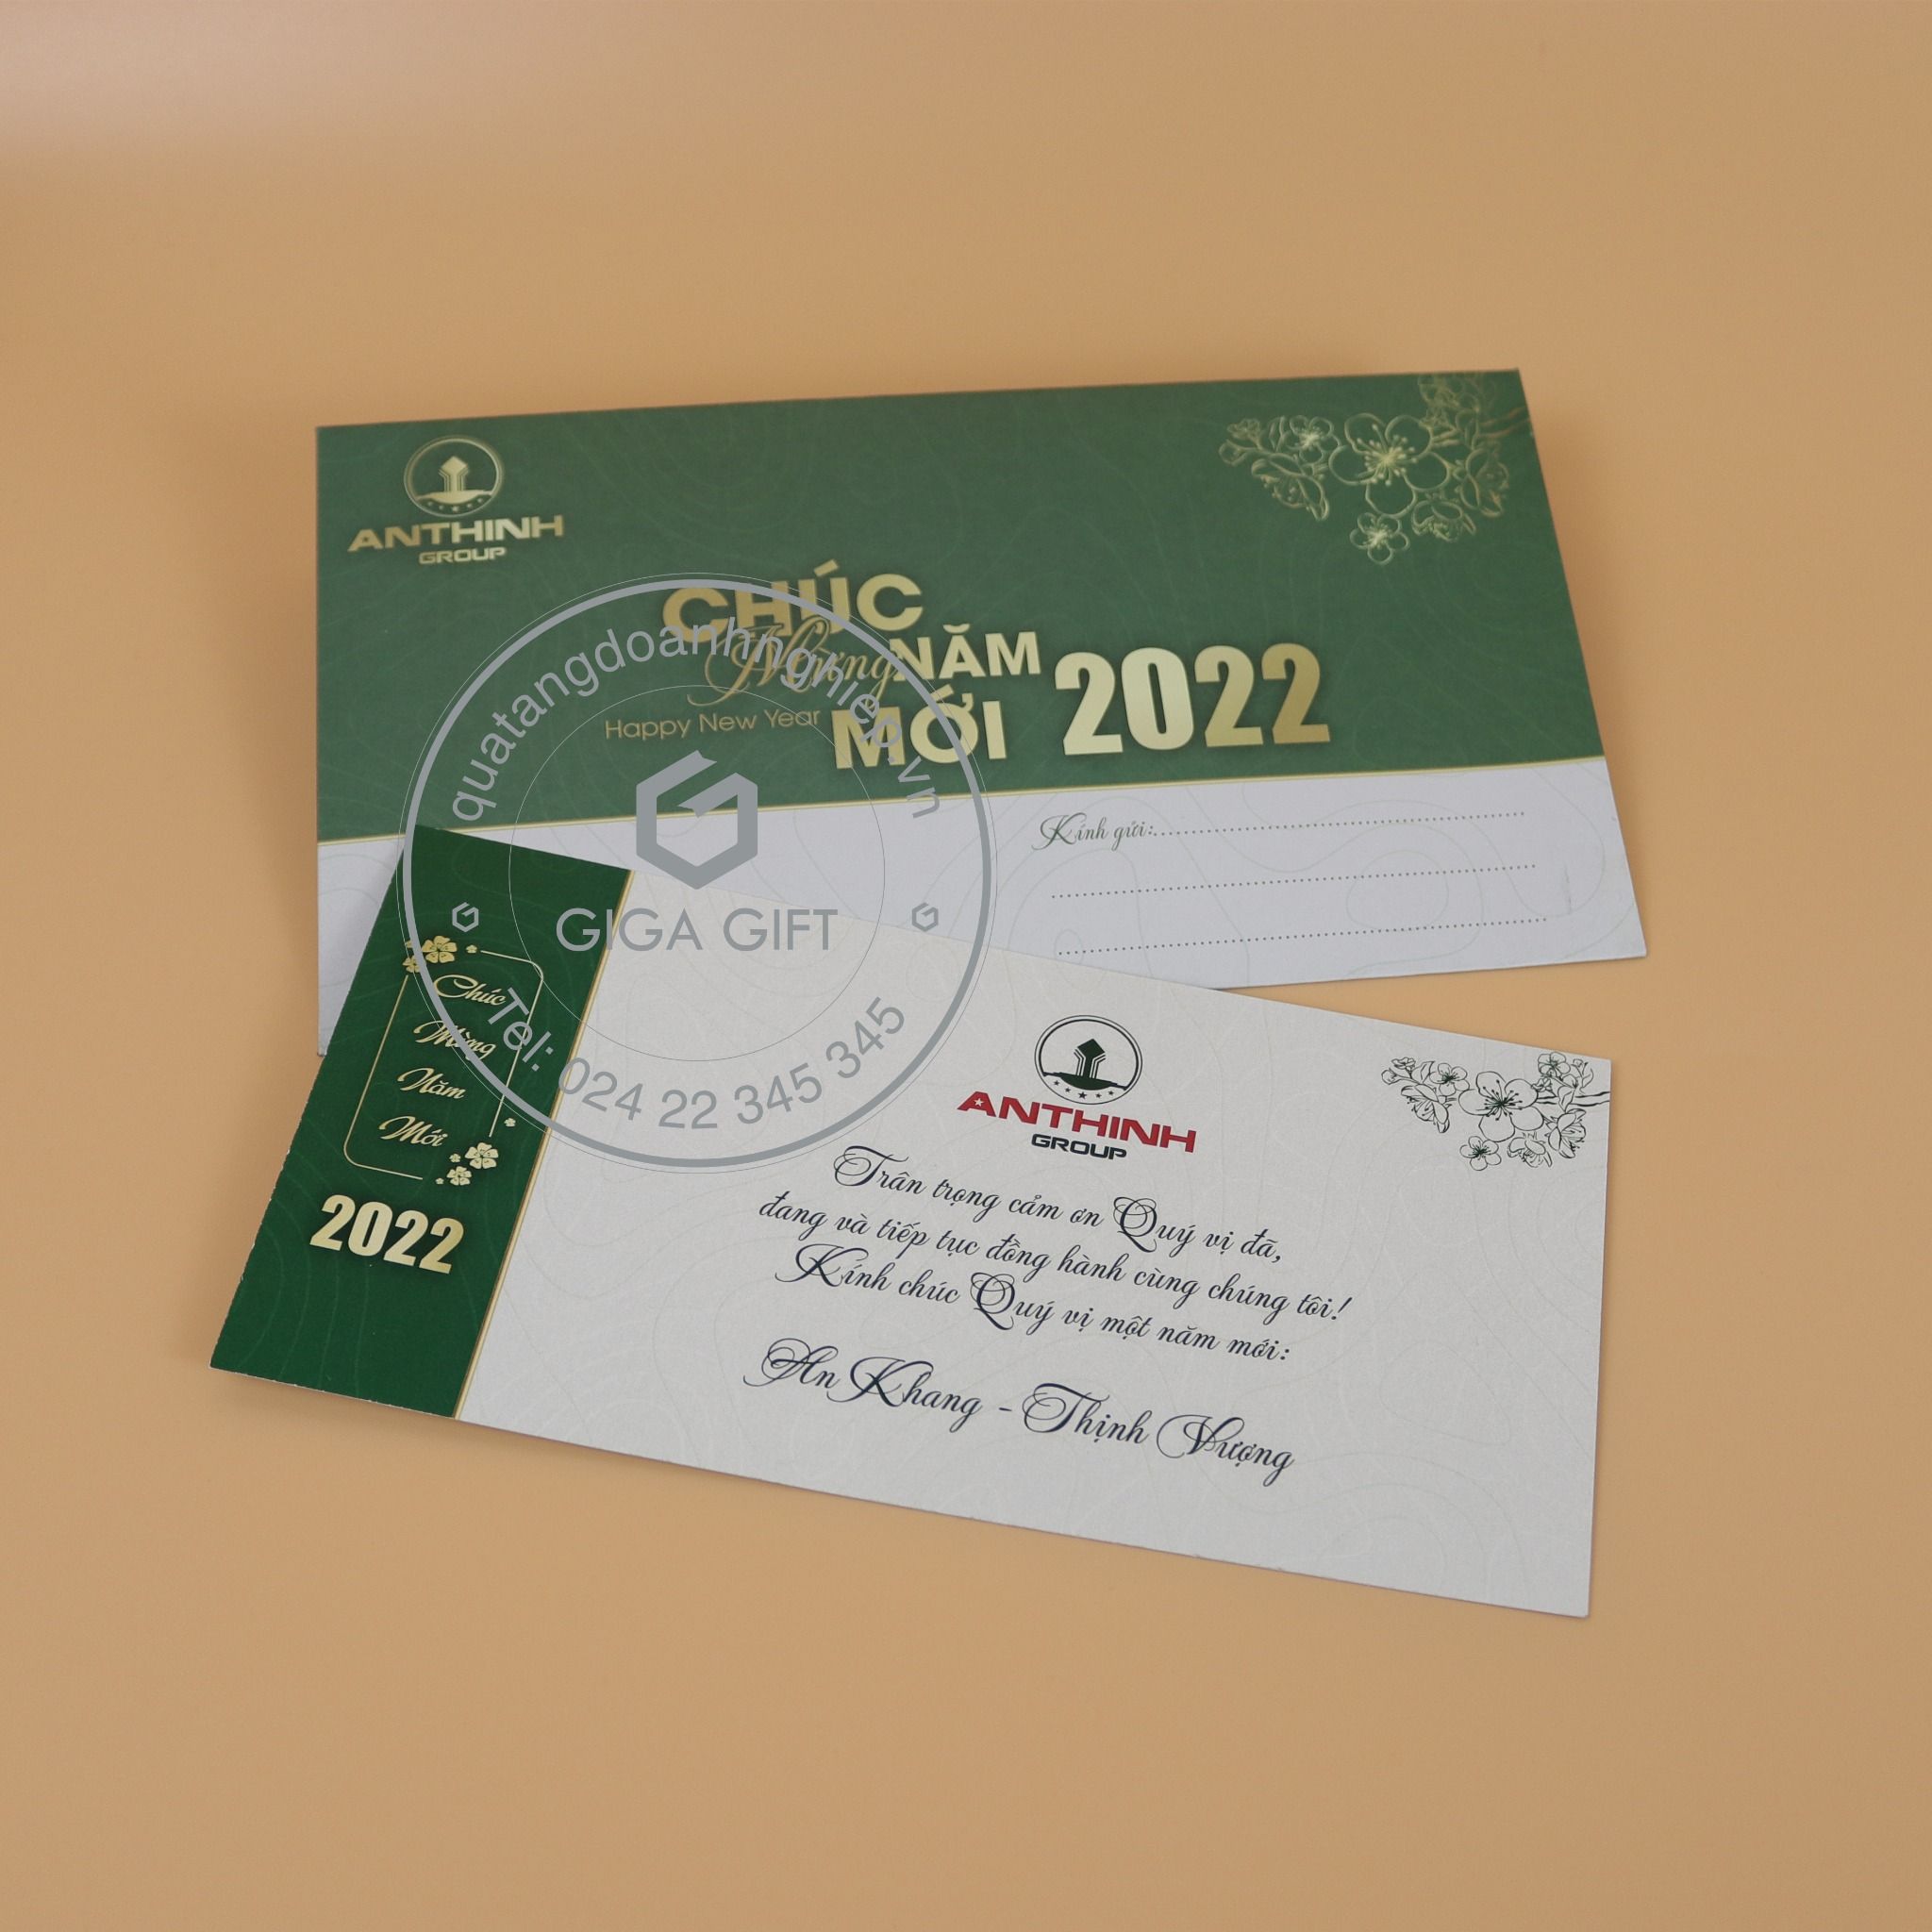 ANTHINH
GROUP
CHÚC
Mừng NĂM
Happy New Year MỚI 2022
Kính gửi:
quatangdoanhnghiep.vn
GIGA GIFT
Tel: 024 22 345 345
Chúc
Mừng
Năm
Mới
2022
ANTHINH
GROUP
Trân trọng cảm ơn Quý vị đã,
đang và tiếp tục đồng hành cùng chúng tôi!
Kính chúc Quý vị một năm mới:
An Khang - Thịnh Vượng